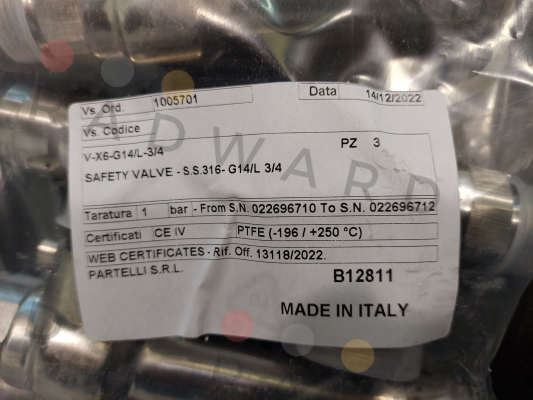 Vs. Ord. 1005701 Data 14/12/2022
Vs. Codice
V-X6-G14/L-3/4 PZ 3
SAFETY VALVE - S.S.316- G14/L 3/4
Taratura 1 bar - From S.N. 022696710 To S.N. 022696712
Certificati CE IV PTFE (-196 / +250 °C)
WEB CERTIFICATES - Rif. Off. 13118/2022.
PARTELLI S.R.L. B12811
MADE IN ITALY
ADWARD